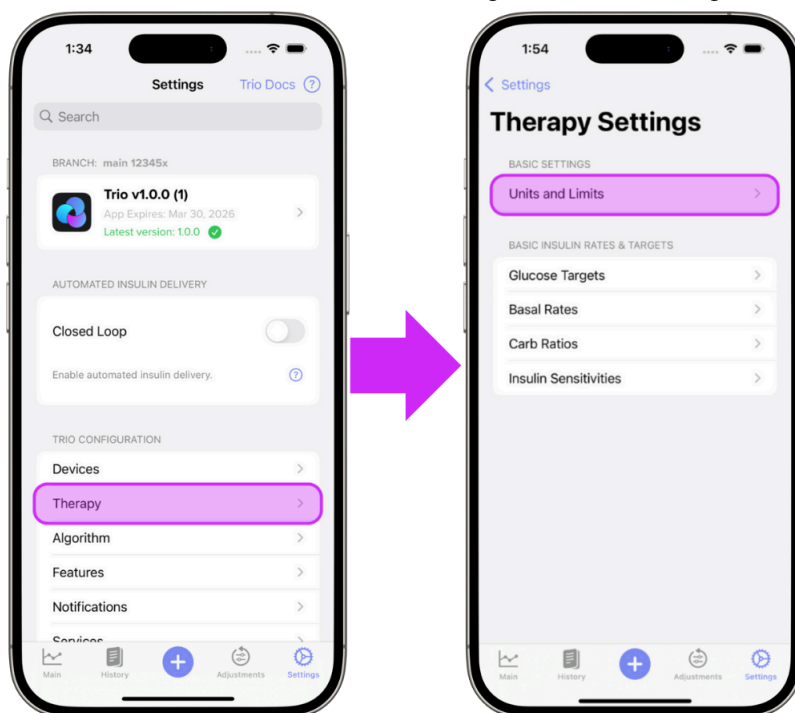 1:34
Settings
Trio Docs
Search
BRANCH: main 12345x
Trio v1.0.0 (1)
App Expires: Mar 30, 2026
Latest version: 1.0.0
AUTOMATED INSULIN DELIVERY
Closed Loop
Enable automated insulin delivery.
TRIO CONFIGURATION
Devices
Therapy
Algorithm
Features
Notifications
Services
Main History Adjustments Settings
1:54
Settings
Therapy Settings
BASIC SETTINGS
Units and Limits
BASIC INSULIN RATES & TARGETS
Glucose Targets
Basal Rates
Carb Ratios
Insulin Sensitivities
Main History Adjustments Settings